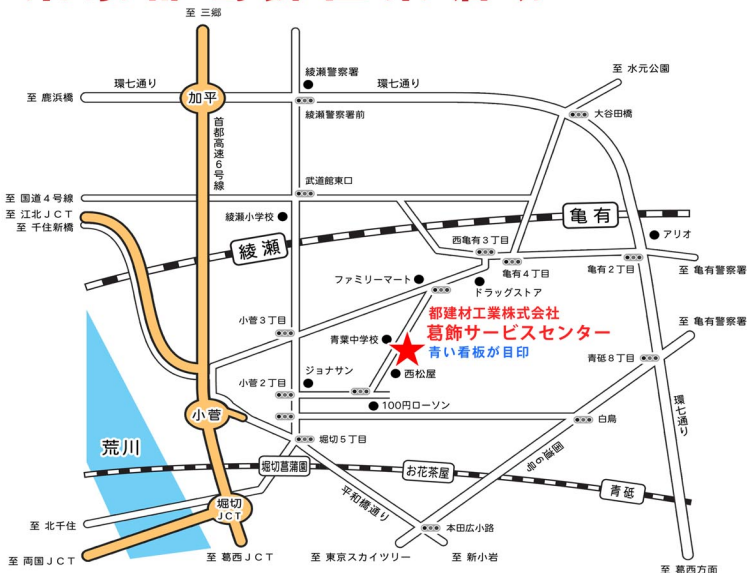 至 三郷
環七通り
綾瀬警察署
環七通り
至 水元公園
至 鹿浜橋
加平
綾瀬警察署前
大谷田橋
首都高速6号線
武道館東口
至 国道4号線
至 江北JCT
至 千住新橋
綾瀬小学校
亀有
アリオ
綾瀬
西亀有3丁目
亀有4丁目
亀有2丁目
至 亀有警察署
ファミリーマート
ドラッグストア
都建材工業株式会社
葛飾サービスセンター
青い看板が目印
小菅3丁目
青葉中学校
至 亀有警察署
青砥8丁目
ジョナサン
西松屋
小菅2丁目
100円ローソン
環七通り
小菅
白鳥
荒川
堀切5丁目
国道6号
堀切菖蒲園
お花茶屋
青砥
平和橋通り
堀切
JCT
至 北千住
本田広小路
至 両国JCT
至 葛西JCT
至 東京スカイツリー
至 新小岩
至 葛西方面